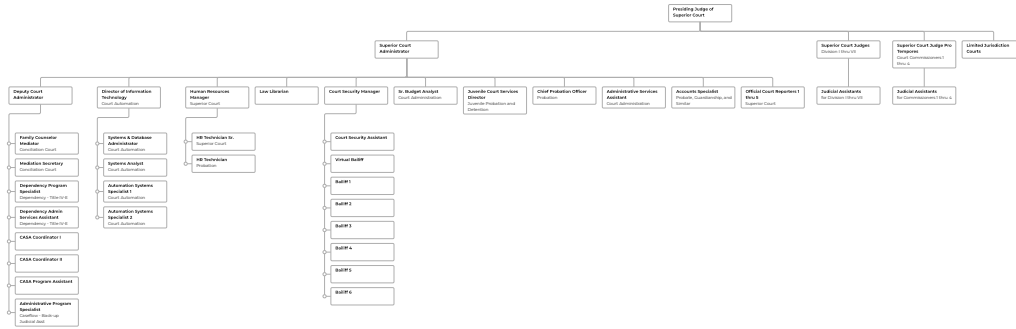 Presiding Judge of
Superior Court
Superior Court
Administrator
Superior Court Judges
Division I thru VII
Superior Court Judge Pro
Tempores
Court Commissioners 1
thru 4
Limited Jurisdiction
Courts
Deputy Court
Administrator
Director of Information
Technology
Court Automation
Human Resources
Manager
Superior Court
Law Librarian
Court Security Manager
Sr. Budget Analyst
Court Administration
Juvenile Court Services
Director
Juvenile Probation and
Detention
Chief Probation Officer
Probation
Administrative Services
Assistant
Court Administration
Accounts Specialist
Probate, Guardianship, and
Similar
Official Court Reporters 1
thru 5
Superior Court
Judicial Assistants
for Division I thru VII
Judicial Assistants
for Commissioners 1 thru 4
Family Counselor
Mediator
Conciliation Court
Mediation Secretary
Conciliation Court
Dependency Program
Specialist
Dependency - Title IV-E
Dependency Admin
Services Assistant
Dependency - Title IV-E
CASA Coordinator I
CASA Coordinator II
CASA Program Assistant
Administrative Program
Specialist
Caseflow - Back-up
Judicial Asst.
Systems & Database
Administrator
Court Automation
Systems Analyst
Court Automation
Automation Systems
Specialist 1
Court Automation
Automation Systems
Specialist 2
Court Automation
HR Technician Sr.
Superior Court
HR Technician
Probation
Court Security Assistant
Virtual Bailiff
Bailiff 1
Bailiff 2
Bailiff 3
Bailiff 4
Bailiff 5
Bailiff 6